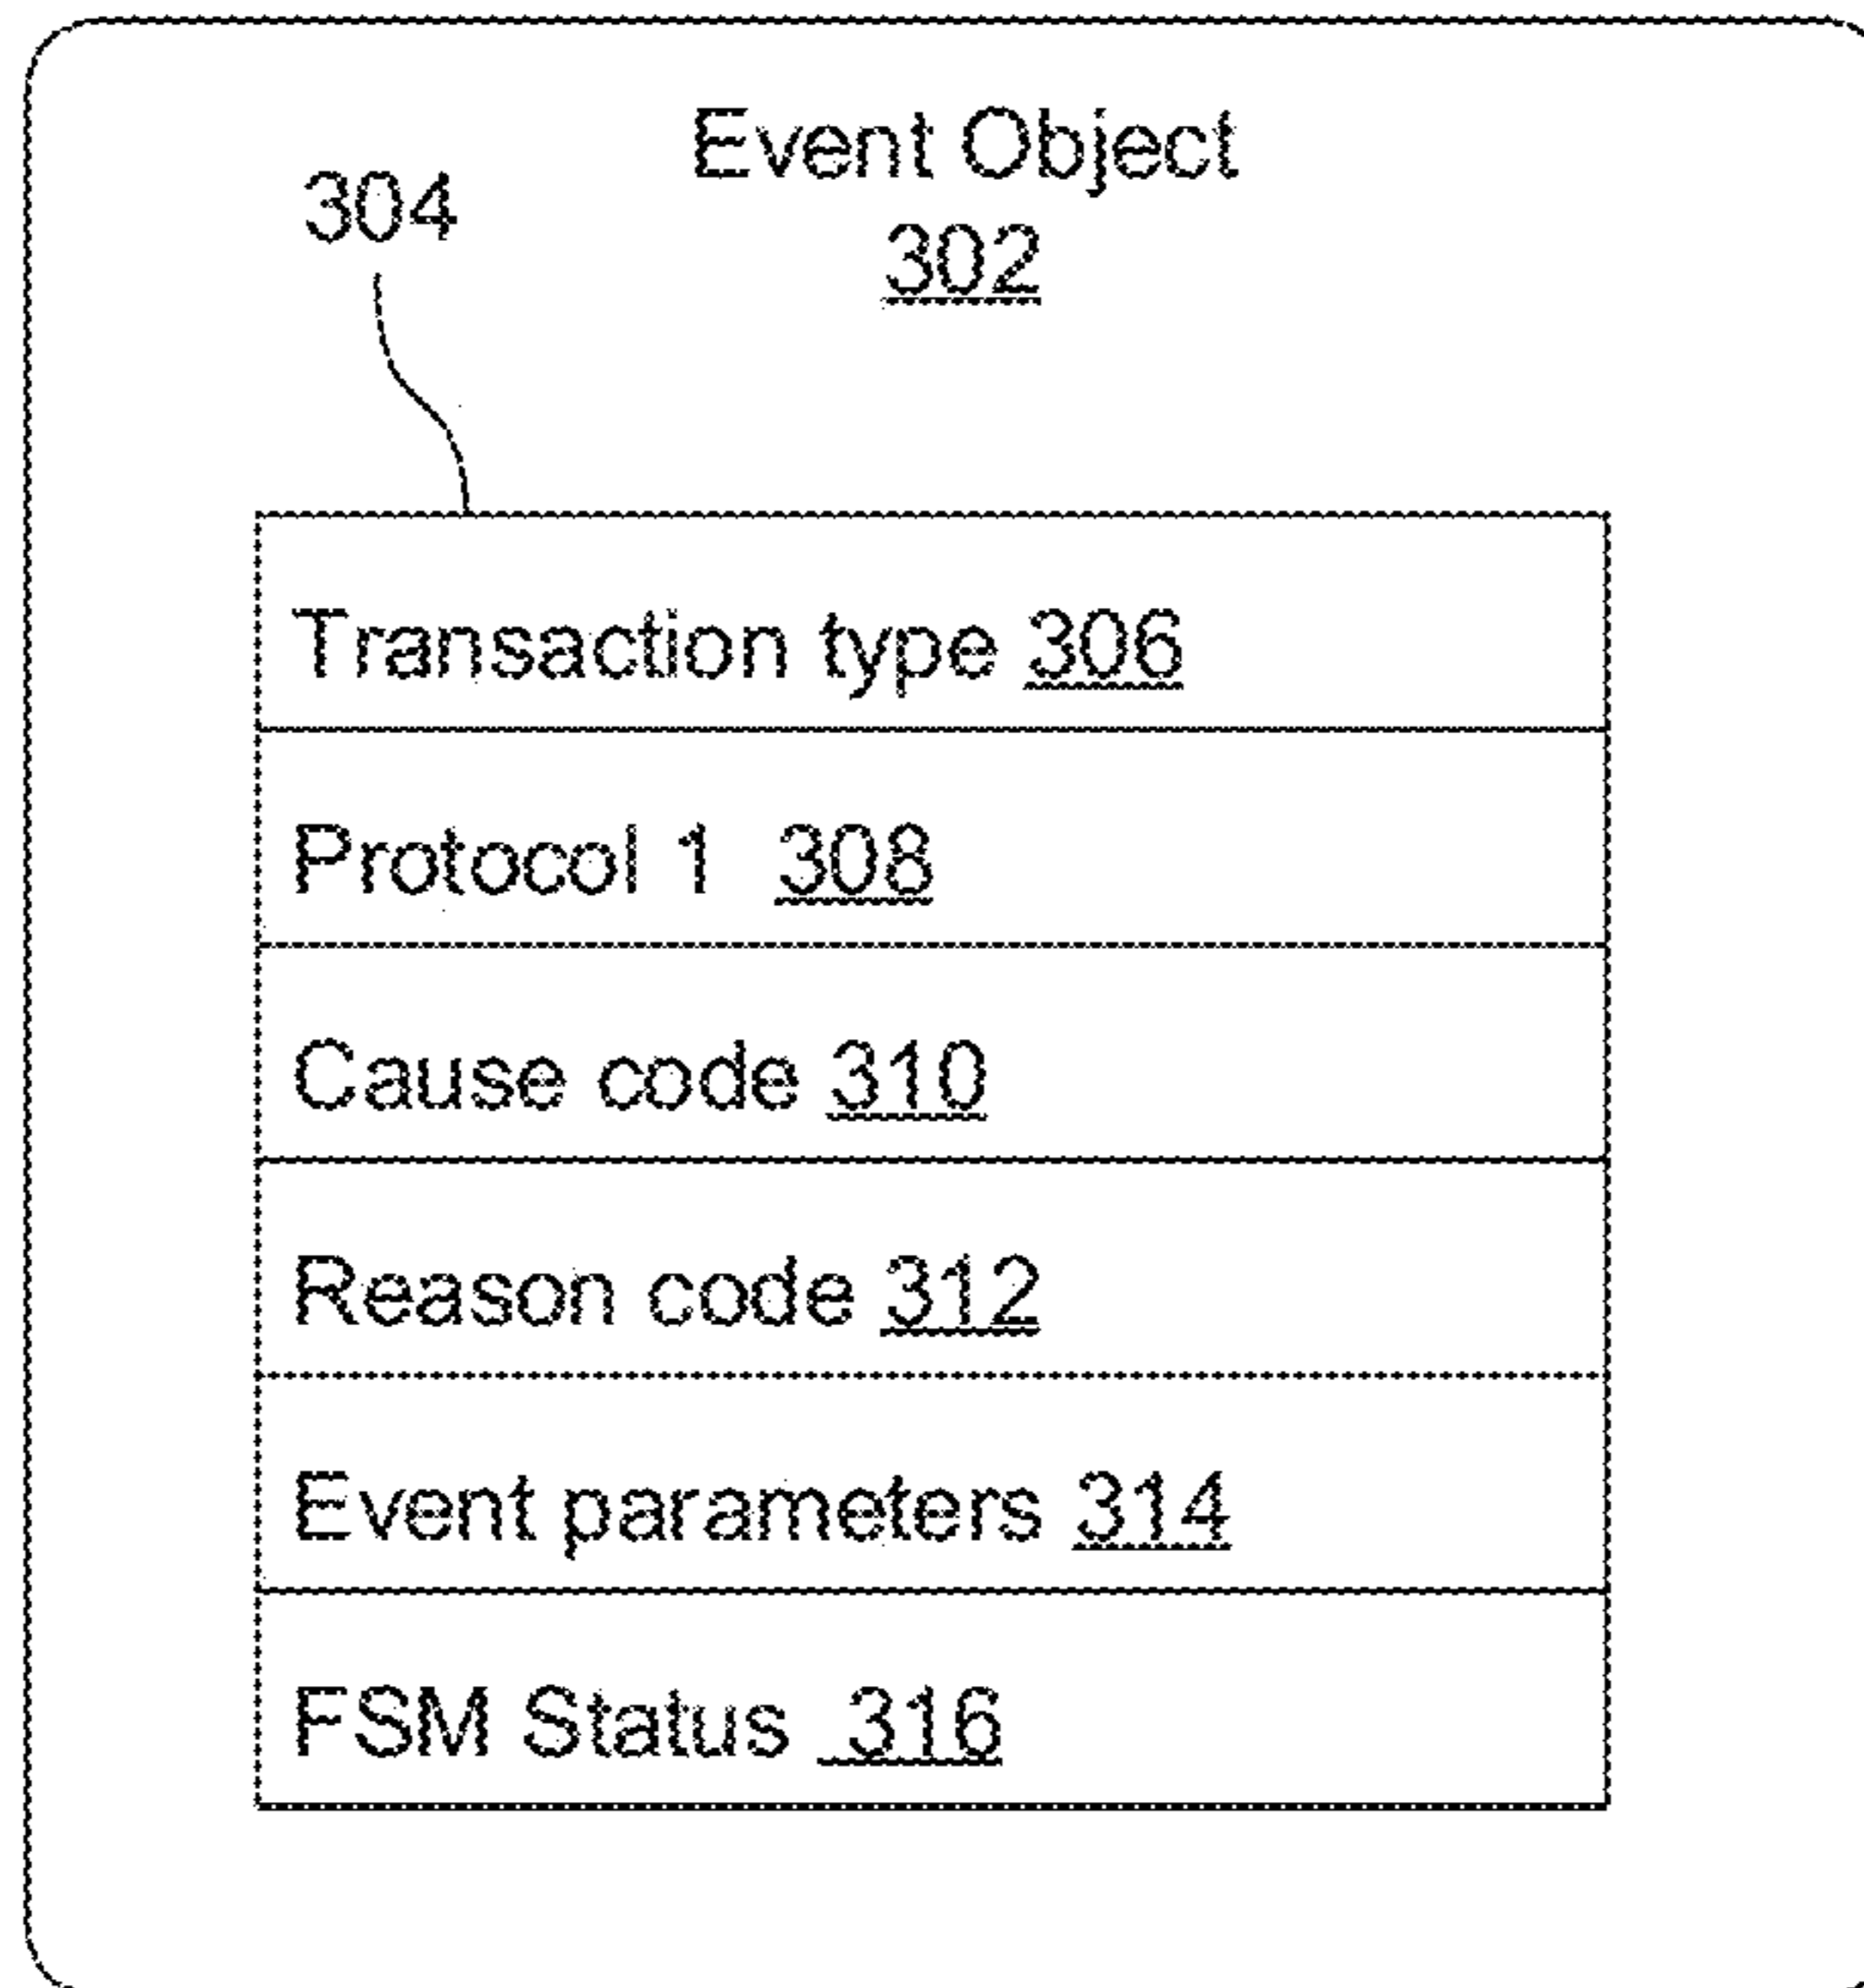 Event Object
302
304
Transaction type 306
Protocol 1 308
Cause code 310
Reason code 312
Event parameters 314
FSM Status 316